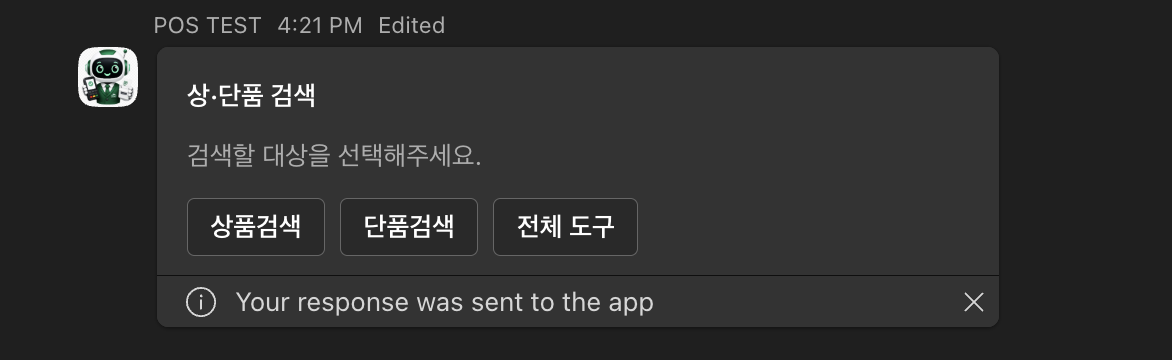 POS TEST 4:21 PM Edited
상·단품 검색
검색할 대상을 선택해주세요.
상품검색 단품검색 전체 도구
Your response was sent to the app